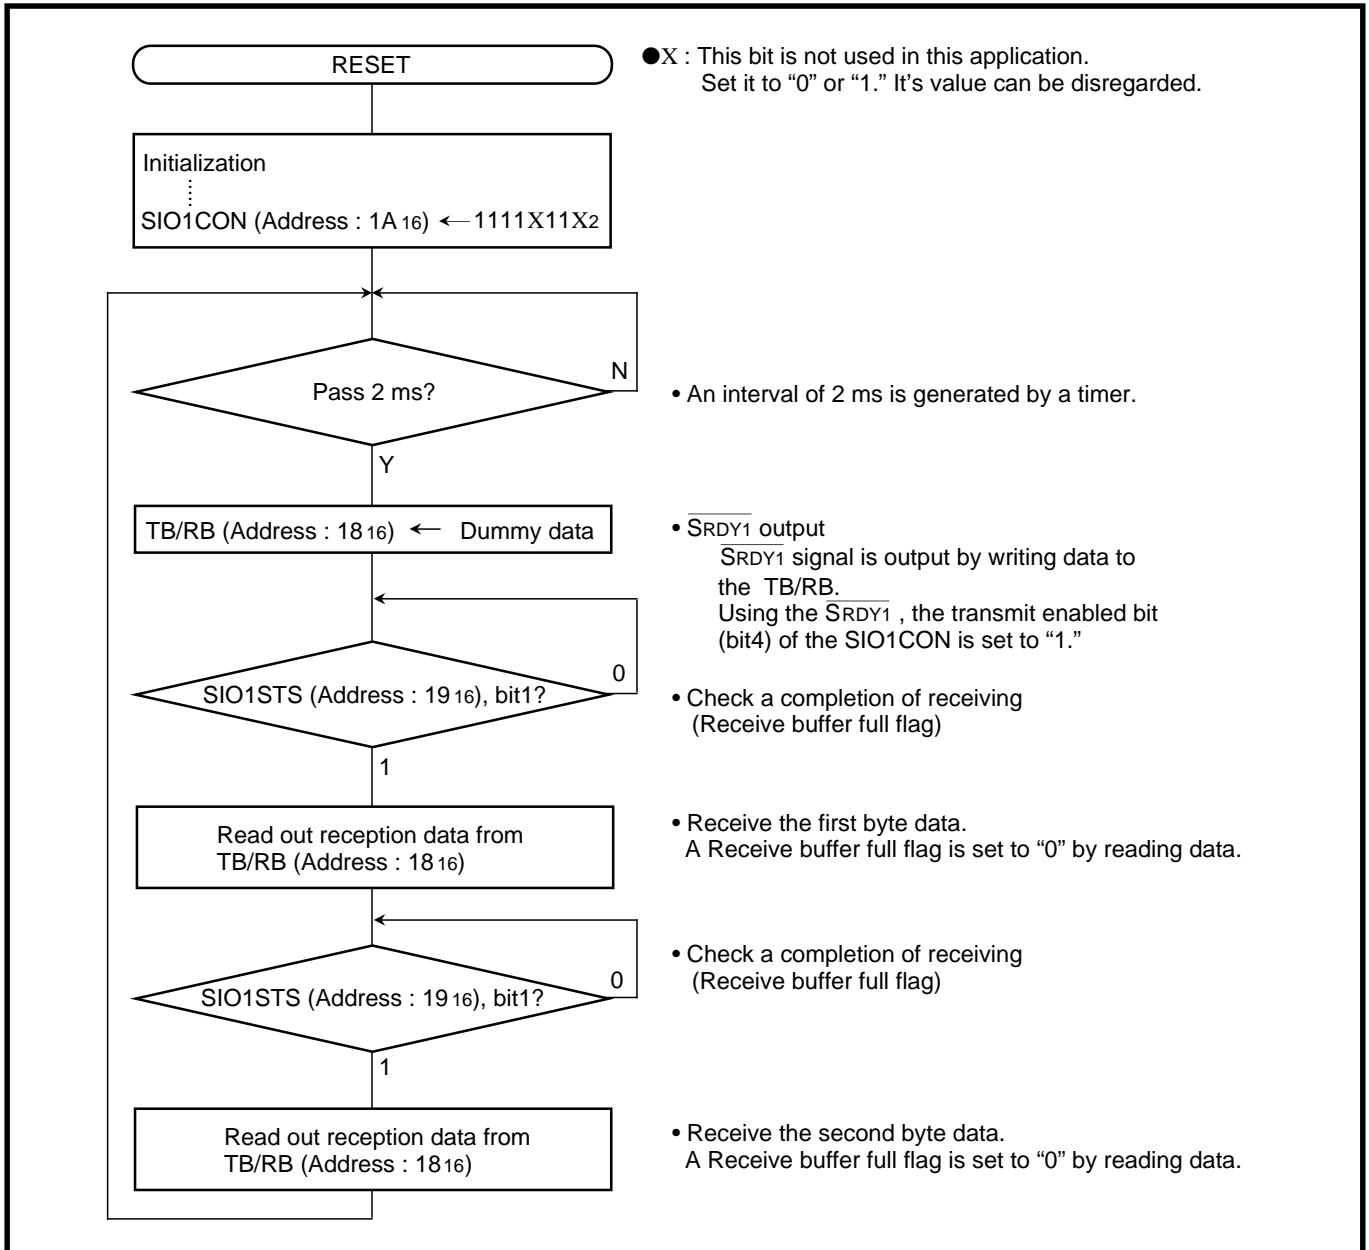 RESET
●X : This bit is not used in this application.
Set it to “0” or “1.” It’s value can be disregarded.
Initialization
SIO1CON (Address : 1A16) ← 1111X11X2
Pass 2 ms?
N
• An interval of 2 ms is generated by a timer.
Y
TB/RB (Address : 1816) ← Dummy data
• SRDY1 output
SRDY1 signal is output by writing data to
the TB/RB.
Using the SRDY1 , the transmit enabled bit
(bit4) of the SIO1CON is set to “1.”
SIO1STS (Address : 1916), bit1?
0
• Check a completion of receiving
(Receive buffer full flag)
1
Read out reception data from
TB/RB (Address : 1816)
• Receive the first byte data.
A Receive buffer full flag is set to “0” by reading data.
SIO1STS (Address : 1916), bit1?
0
• Check a completion of receiving
(Receive buffer full flag)
1
Read out reception data from
TB/RB (Address : 1816)
• Receive the second byte data.
A Receive buffer full flag is set to “0” by reading data.